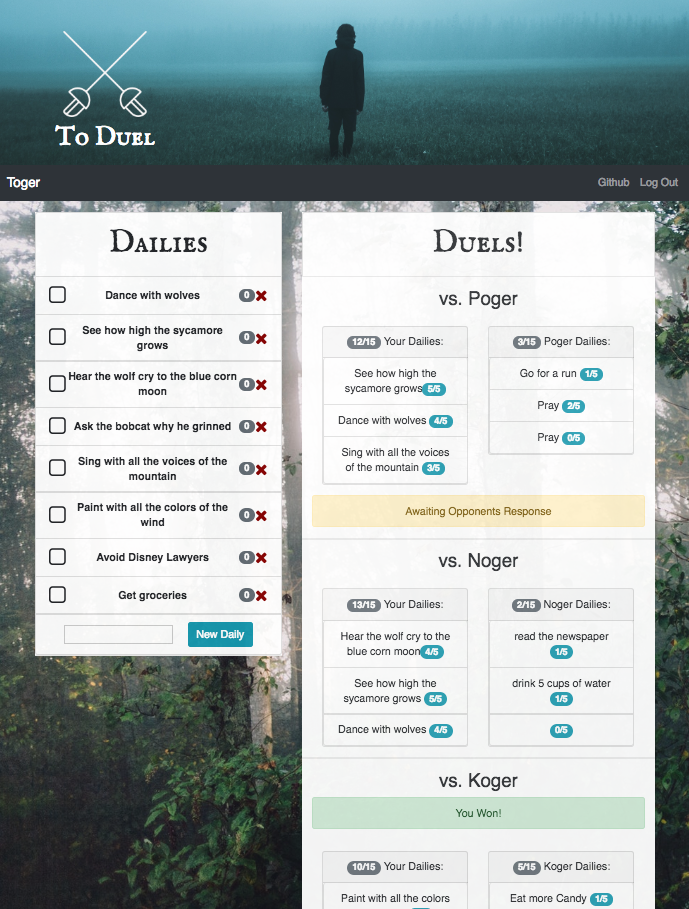 To Duel
Toger
Github Log Out
Dailies
Dance with wolves 0
See how high the sycamore
grows
0
Hear the wolf cry to the blue corn
moon
0
Ask the bobcat why he grinned 0
Sing with all the voices of the
mountain
0
Paint with all the colors of the
wind
0
Avoid Disney Lawyers 0
Get groceries 0
New Daily
Duels!
vs. Poger
12/15 Your Dailies:
See how high the
sycamore grows 5/5
Dance with wolves 4/5
Sing with all the voices
of the mountain 3/5
3/15 Poger Dailies:
Go for a run 1/5
Pray 2/5
Pray 0/5
Awaiting Opponents Response
vs. Noger
13/15 Your Dailies:
Hear the wolf cry to the
blue corn moon 4/5
See how high the
sycamore grows 5/5
Dance with wolves 4/5
2/15 Noger Dailies:
read the newspaper
1/5
drink 5 cups of water
1/5
0/5
vs. Koger
You Won!
10/15 Your Dailies:
Paint with all the colors
5/15 Koger Dailies:
Eat more Candy 1/5